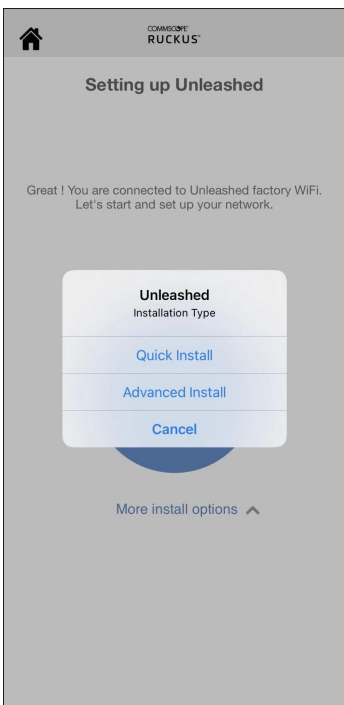 COMMSCOPE®
RUCKUS®
Setting up Unleashed
Great ! You are connected to Unleashed factory WiFi.
Let's start and set up your network.
Unleashed
Installation Type
Quick Install
Advanced Install
Cancel
More install options